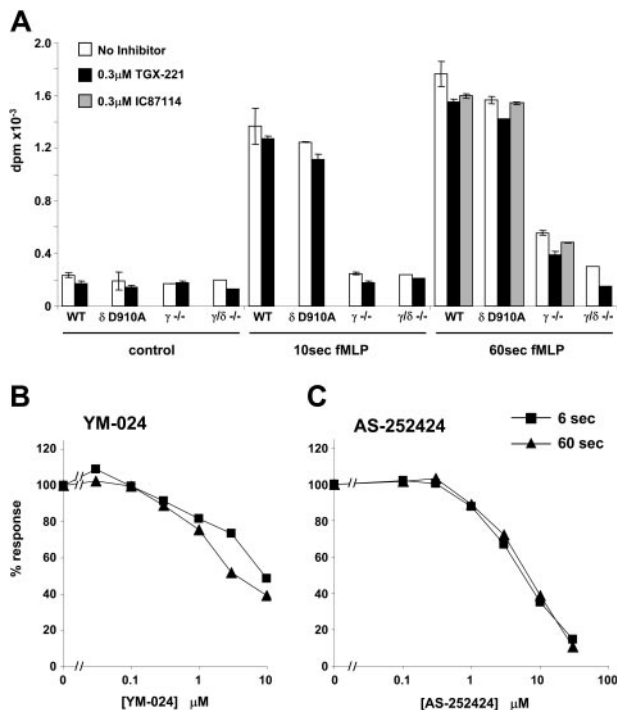 A
No Inhibitor
0.3μM TGX-221
0.3μM IC87114
dpm x10-3
2.0
1.6
1.2
0.8
0.4
0
WT δ D910A γ -/- γ/δ -/- WT δ D910A γ -/- γ/δ -/- WT δ D910A γ -/- γ/δ -/-
control 10sec fMLP 60sec fMLP
B
YM-024
% response
120
100
80
60
40
20
0
0 0.1 1 10
[YM-024] μM
C
AS-252424
6 sec
60 sec
120
100
80
60
40
20
0
0 0.1 1 10 100
[AS-252424] μM